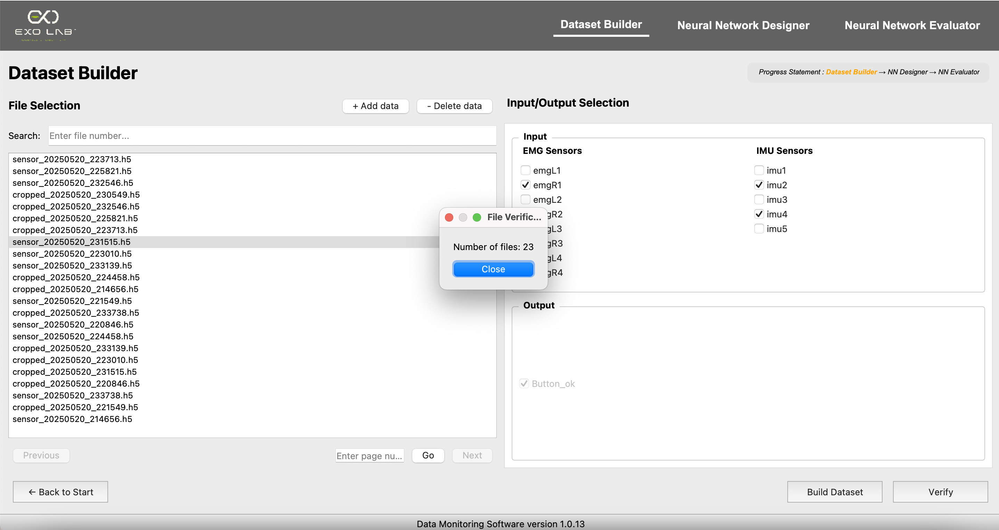 EXO LAB
Dataset Builder
Neural Network Designer
Neural Network Evaluator
Dataset Builder
Progress Statement : Dataset Builder → NN Designer → NN Evaluator
File Selection
+ Add data
- Delete data
Search:
Enter file number...
sensor_20250520_223713.h5
sensor_20250520_225821.h5
sensor_20250520_232546.h5
cropped_20250520_230549.h5
cropped_20250520_232546.h5
cropped_20250520_225821.h5
cropped_20250520_223713.h5
sensor_20250520_231515.h5
sensor_20250520_223010.h5
sensor_20250520_233139.h5
cropped_20250520_224458.h5
cropped_20250520_214656.h5
sensor_20250520_221549.h5
cropped_20250520_233738.h5
sensor_20250520_220846.h5
sensor_20250520_224458.h5
cropped_20250520_233139.h5
cropped_20250520_223010.h5
cropped_20250520_231515.h5
cropped_20250520_220846.h5
sensor_20250520_233738.h5
cropped_20250520_221549.h5
sensor_20250520_214656.h5
Previous
Enter page nu...
Go
Next
Input/Output Selection
Input
EMG Sensors
emgL1
emgR1
emgL2
gR2
gL3
gR3
gL4
gR4
IMU Sensors
imu1
imu2
imu3
imu4
imu5
File Verific...
Number of files: 23
Close
Output
Button_ok
← Back to Start
Build Dataset
Verify
Data Monitoring Software version 1.0.13